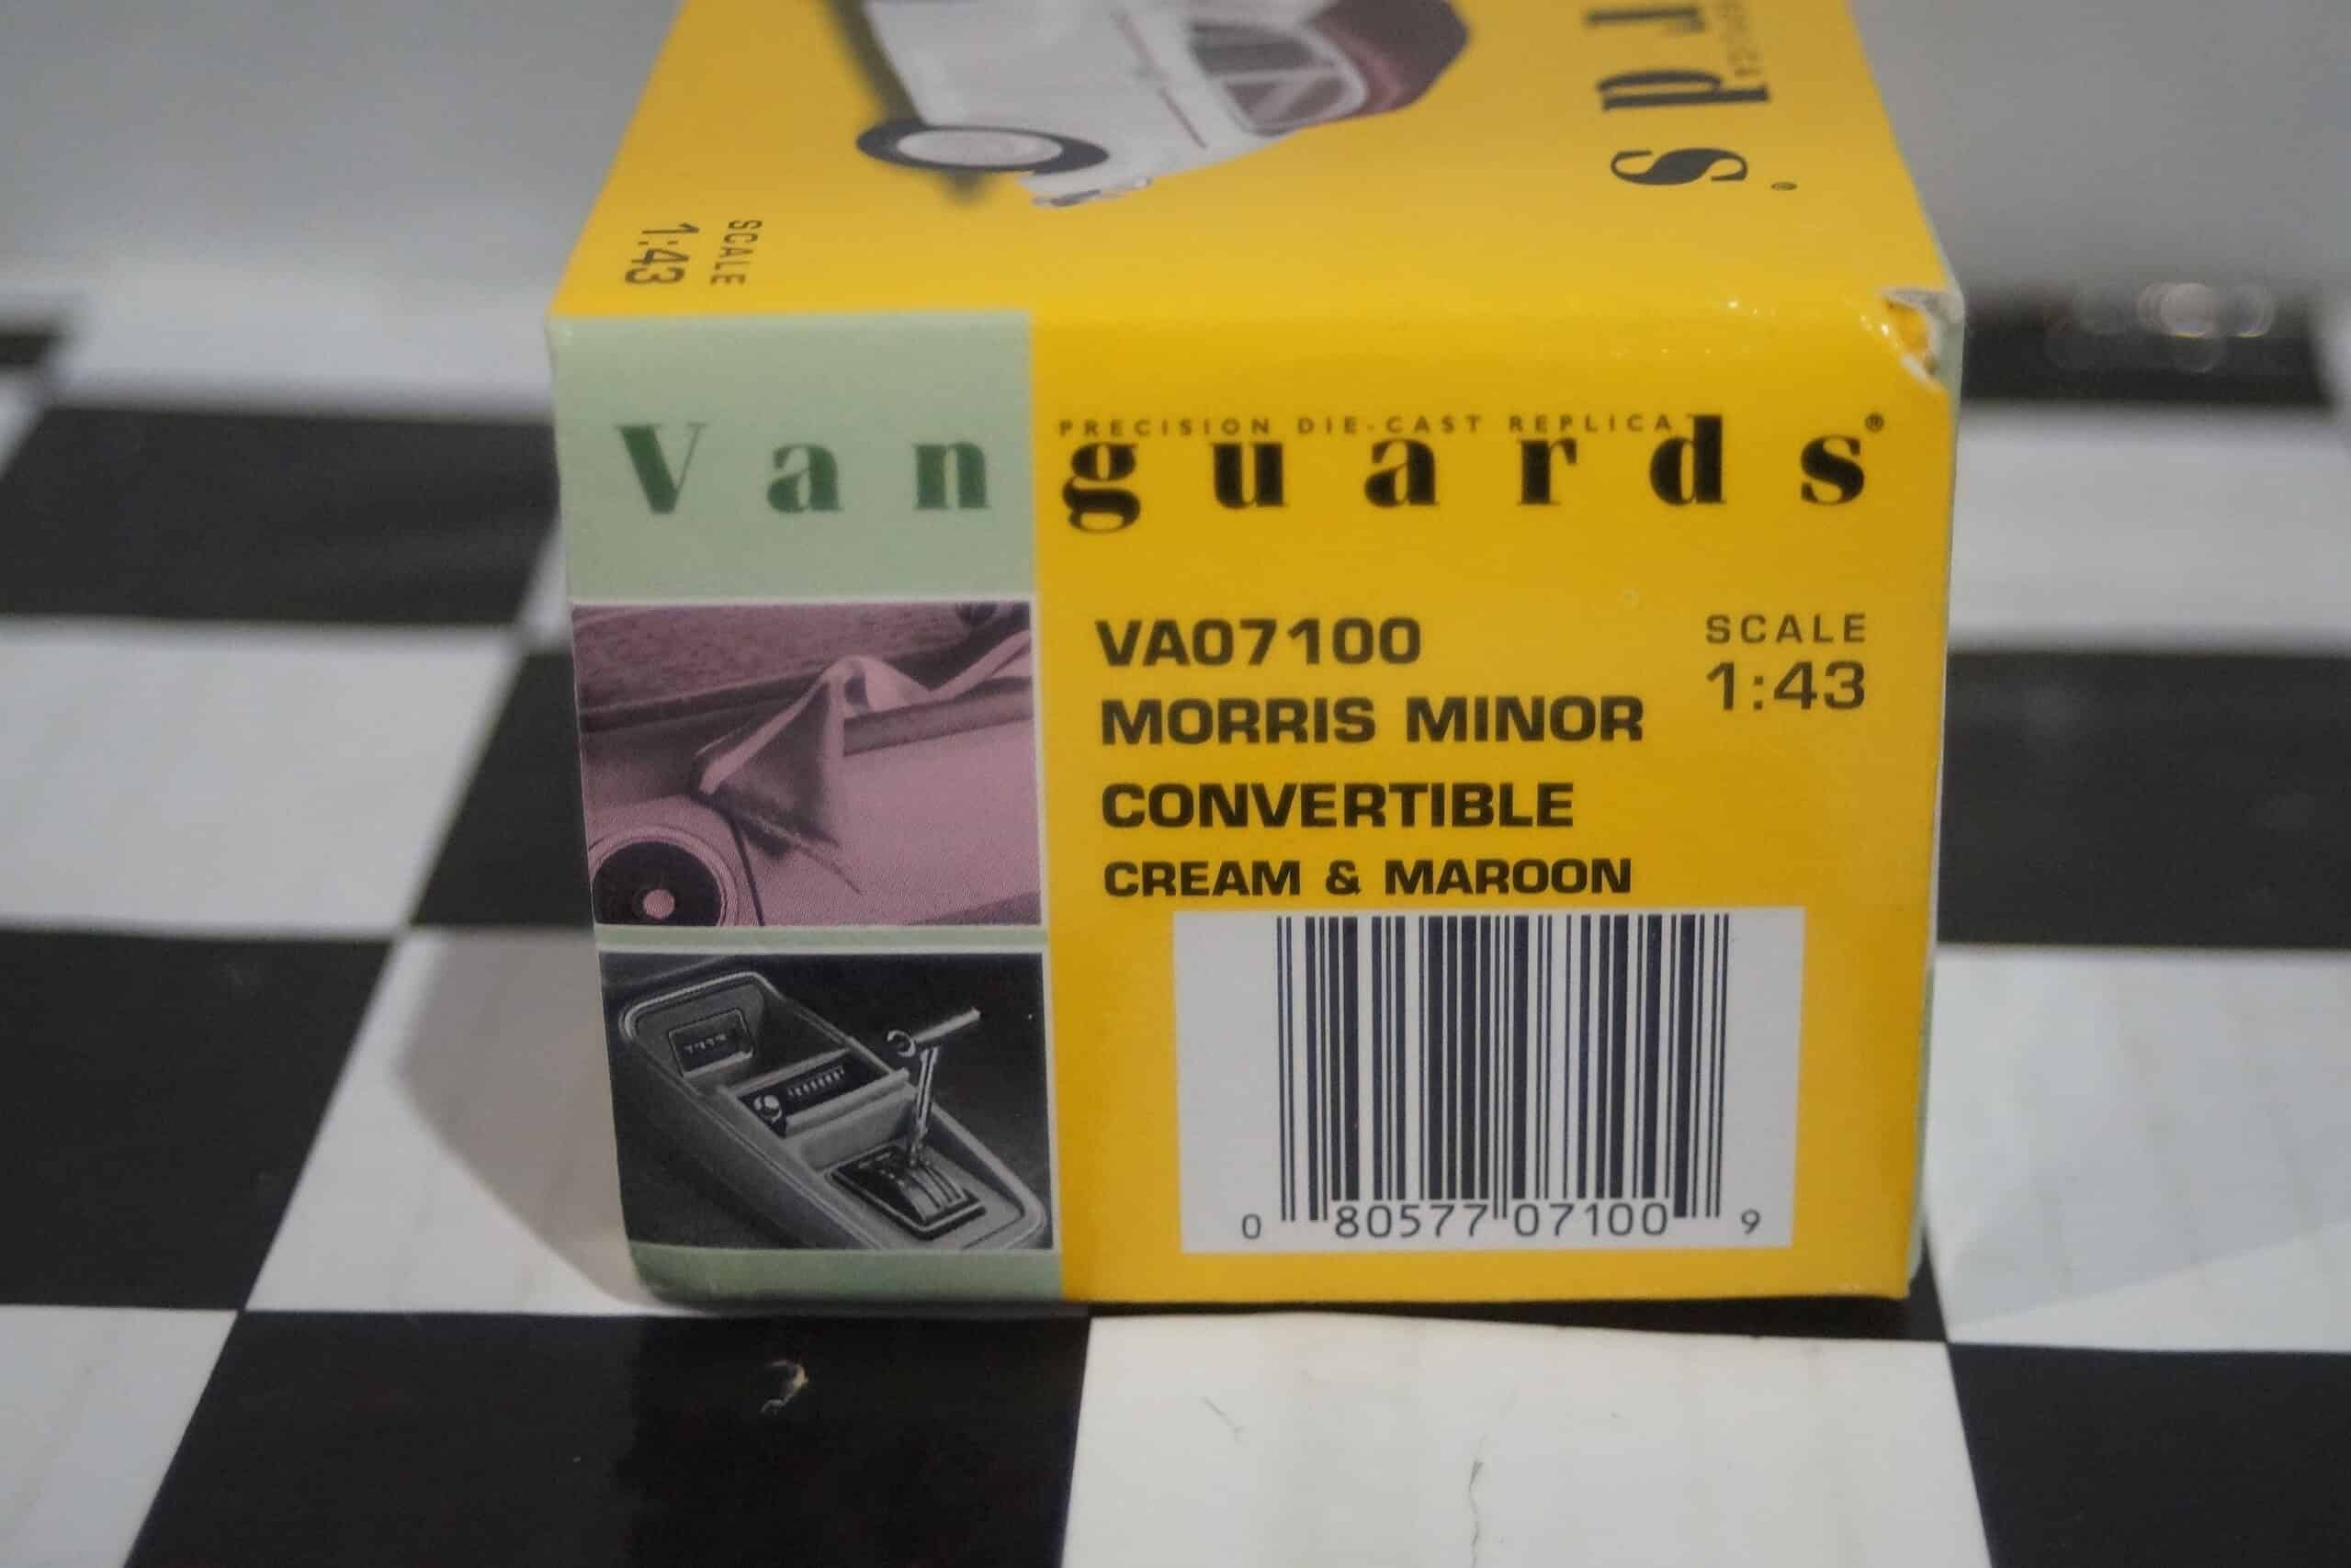 rds®
SCALE
1:43
PRECISION DIE-CAST REPLICA
Vanguards®
VA07100
MORRIS MINOR
CONVERTIBLE
CREAM & MAROON
SCALE
1:43
0 80577 07100 9